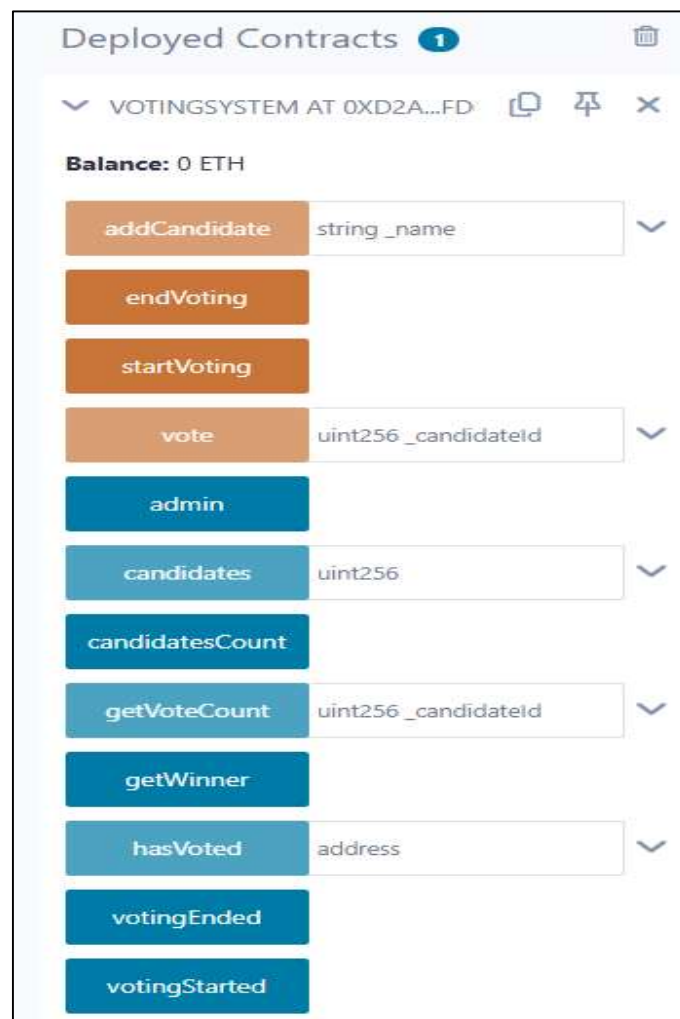 Deployed Contracts 1
VOTINGSYSTEM AT 0XD2A...FD
Balance: 0 ETH
addCandidate string _name
endVoting
startVoting
vote uint256 _candidateId
admin
candidates uint256
candidatesCount
getVoteCount uint256 _candidateId
getWinner
hasVoted address
votingEnded
votingStarted